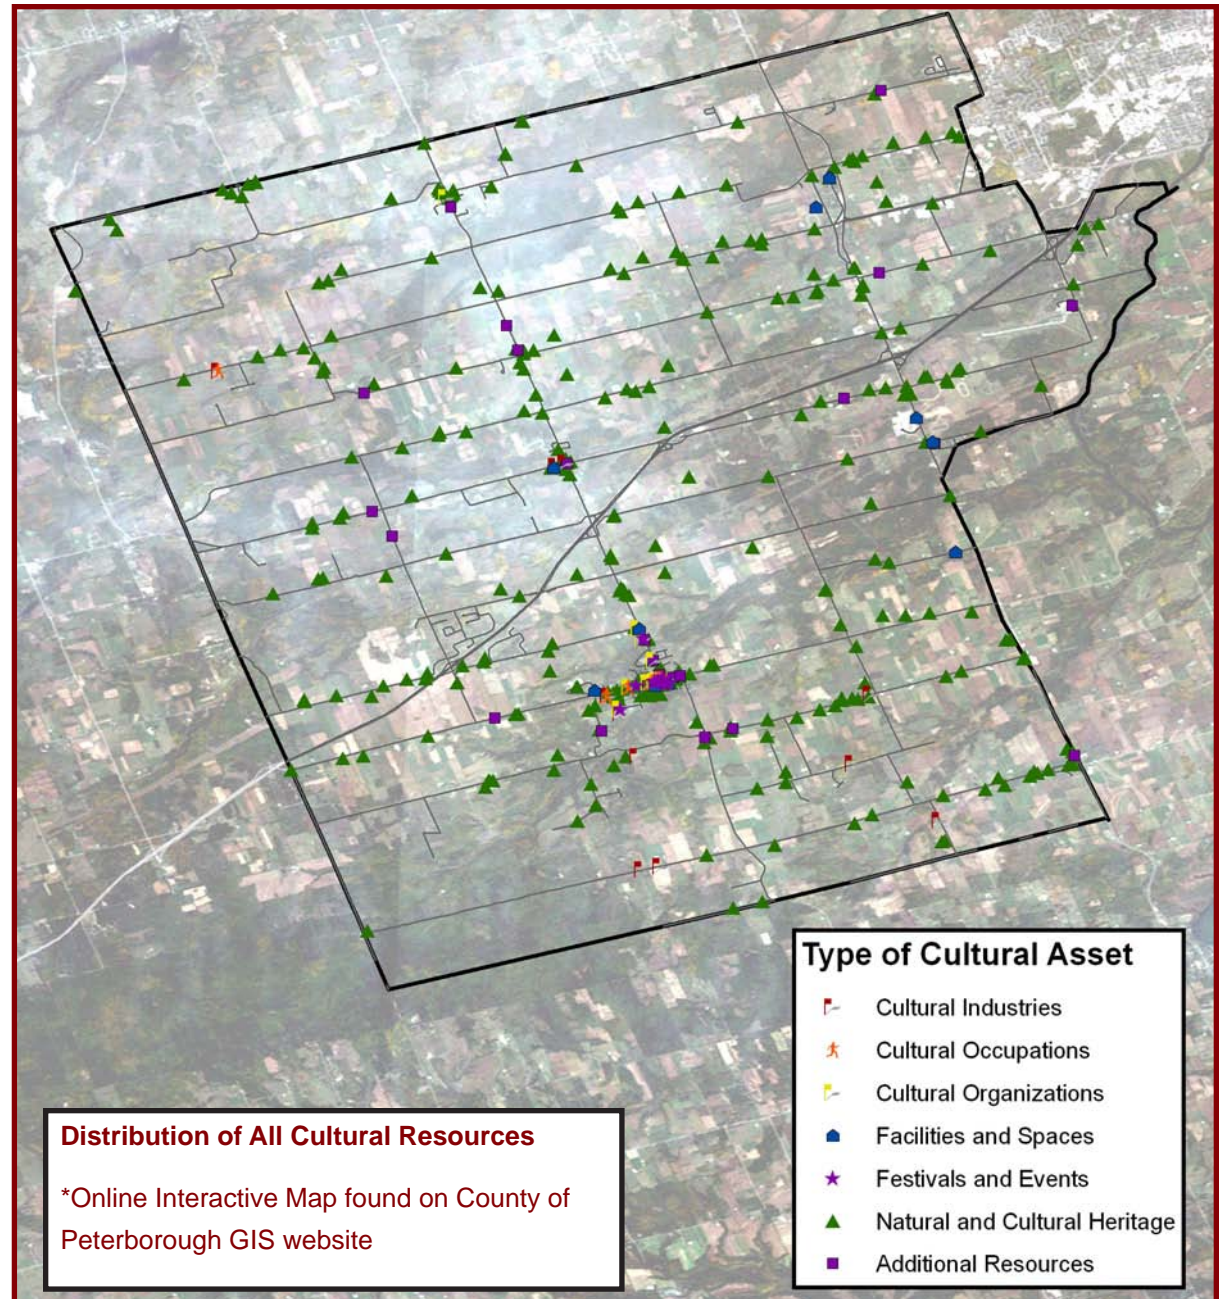 Type of Cultural Asset
Cultural Industries
Cultural Occupations
Cultural Organizations
Facilities and Spaces
Festivals and Events
Natural and Cultural Heritage
Additional Resources
Distribution of All Cultural Resources
*Online Interactive Map found on County of
Peterborough GIS website